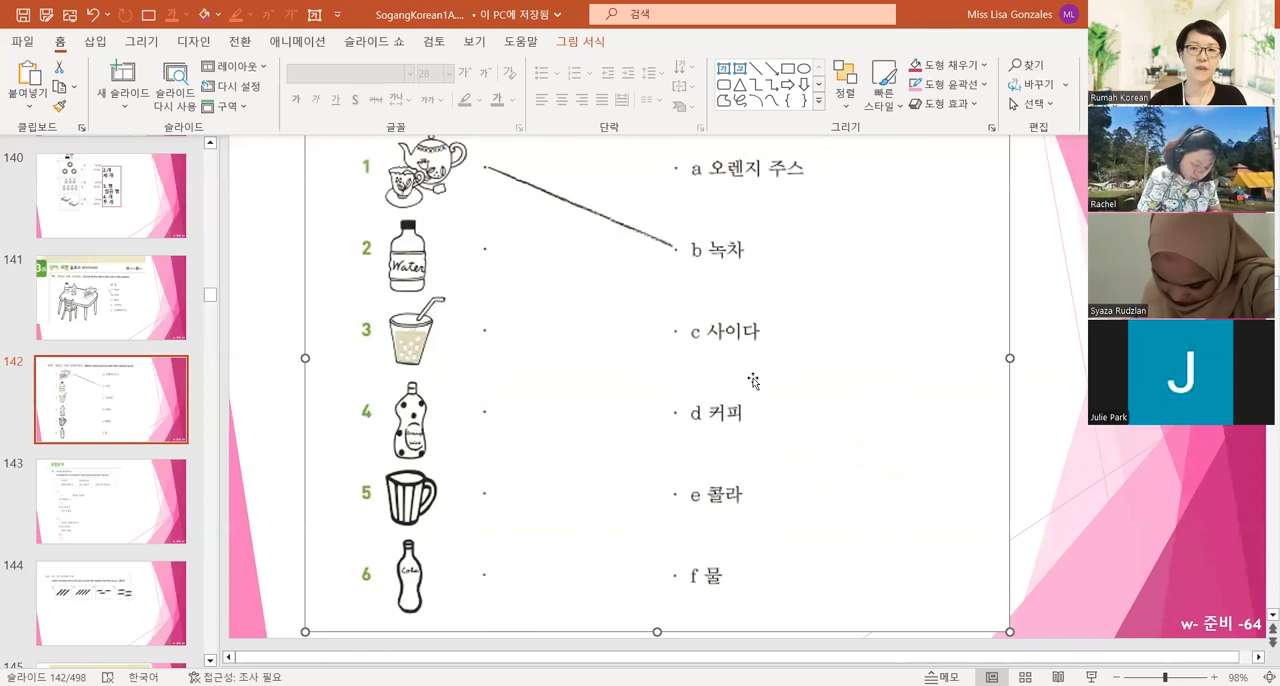 SogangKorean1A.... • 이 PC에 저장됨
검색
Miss Lisa Gonzales
ML
파일 홈 삽입 그리기 디자인 전환 애니메이션 슬라이드 쇼 검토 보기 도움말 그림 서식
붙여넣기
새 슬라이드
슬라이드 다시 사용
레이아웃
다시 설정
구역
28
정렬
빠른 스타일
도형 채우기
도형 윤곽선
도형 효과
찾기
바꾸기
선택
클립보드
슬라이드
글꼴
단락
그리기
편집
140
141
142
143
144
145
1
a 오렌지 주스
2
Water
b 녹차
3
c 사이다
4
d 커피
5
e 콜라
6
Cola
f 물
w- 준비 -64
Rumah Korean
Rachel
Syaza Rudzlan
J
Julie Park
슬라이드 142/498
한국어
접근성: 조사 필요
메모
98%